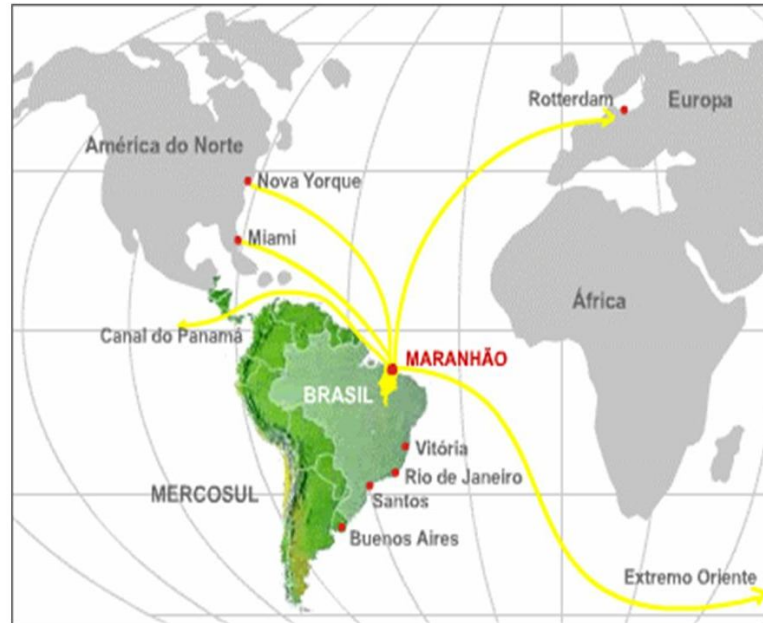 Rotterdam
Europa
América do Norte
Nova Yorque
Miami
África
Canal do Panamá
MARANHÃO
BRASIL
Vitória
Rio de Janeiro
MERCOSUL
Santos
Buenos Aires
Extremo Oriente